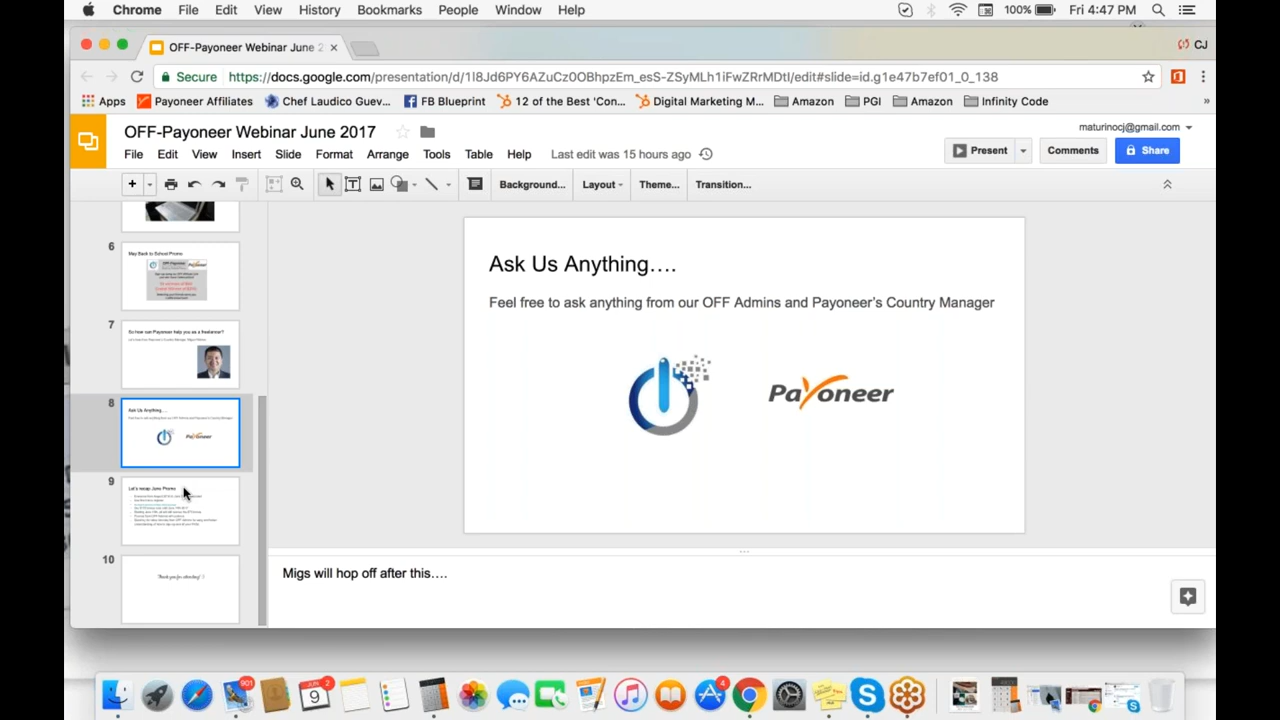 Chrome File Edit View History Bookmarks People Window Help 100% Fri 4:47 PM
OFF-Payoneer Webinar June 2 CJ
Secure https://docs.google.com/presentation/d/1l8Jd6PY6AZuCz0OBhpzEm_esS-ZSyMLh1iFwZRrMDtI/edit#slide=id.g1e47b7ef01_0_138
Apps Payoneer Affiliates Chef Laudico Guev... FB Blueprint 12 of the Best 'Con... Digital Marketing M... Amazon PGI Amazon Infinity Code »
OFF-Payoneer Webinar June 2017 maturinocj@gmail.com
File Edit View Insert Slide Format Arrange Tools Table Help Last edit was 15 hours ago Present Comments Share
Background... Layout Theme... Transition...
6
May Back to School Promo
7
So how can Payoneer help you as a freelancer?
8
Ask Us Anything....
Payoneer
9
Let's recap June Promo
10
Thank you for attending! :)
Ask Us Anything….
Feel free to ask anything from our OFF Admins and Payoneer's Country Manager
Payoneer
Migs will hop off after this….
901
JUN 2
9
4